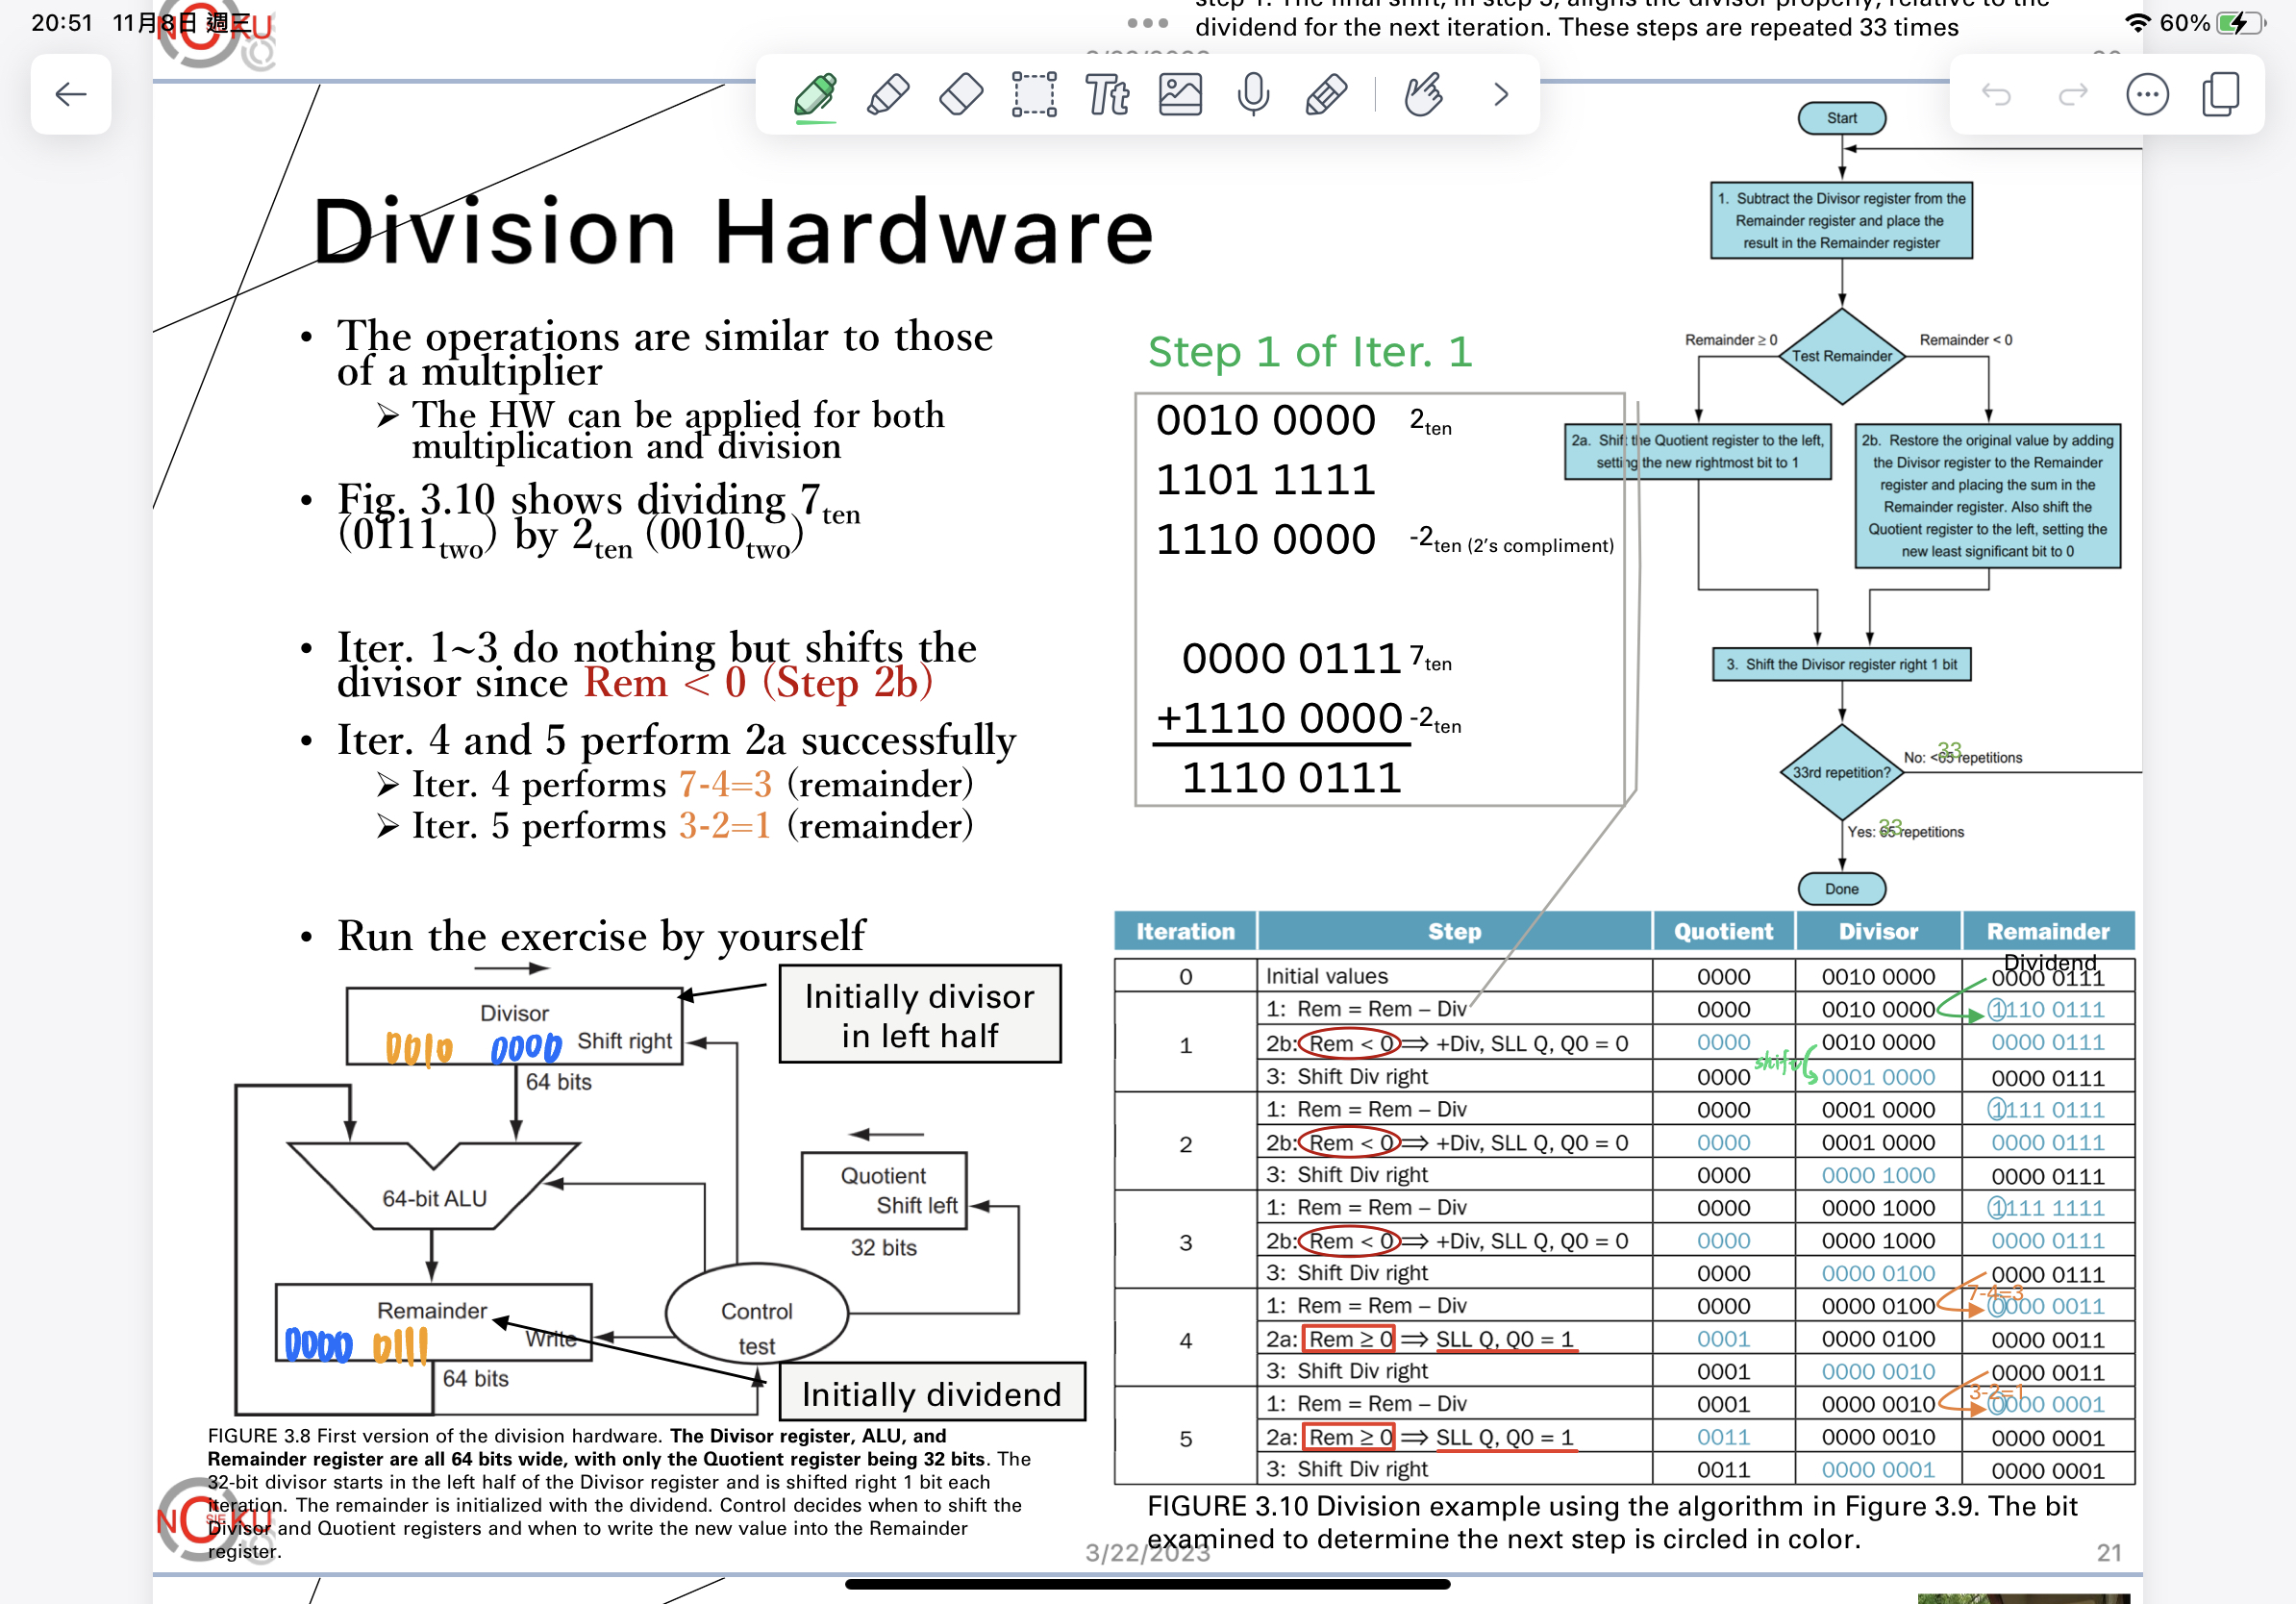 20:51 11月8日 週三
60%
dividend for the next iteration. These steps are repeated 33 times
Division Hardware
• The operations are similar to those
of a multiplier
➢ The HW can be applied for both
multiplication and division
• Fig. 3.10 shows dividing 7ten
(0111two) by 2ten (0010two)
• Iter. 1~3 do nothing but shifts the
divisor since Rem < 0 (Step 2b)
• Iter. 4 and 5 perform 2a successfully
➢ Iter. 4 performs 7-4=3 (remainder)
➢ Iter. 5 performs 3-2=1 (remainder)
• Run the exercise by yourself
Step 1 of Iter. 1
0010 0000 2ten
1101 1111
1110 0000 -2ten (2's compliment)
0000 0111 7ten
+1110 0000 -2ten
1110 0111
Start
1. Subtract the Divisor register from the
Remainder register and place the
result in the Remainder register
Remainder ≥ 0
Test Remainder
Remainder < 0
2a. Shift the Quotient register to the left,
setting the new rightmost bit to 1
2b. Restore the original value by adding
the Divisor register to the Remainder
register and placing the sum in the
Remainder register. Also shift the
Quotient register to the left, setting the
new least significant bit to 0
3. Shift the Divisor register right 1 bit
33rd repetition?
33
No: <65 repetitions
33
Yes: 65 repetitions
Done
Divisor
0010 0000 Shift right
64 bits
Initially divisor
in left half
64-bit ALU
Quotient
Shift left
32 bits
Remainder
0000 0111 Write
64 bits
Control
test
Initially dividend
FIGURE 3.8 First version of the division hardware. The Divisor register, ALU, and
Remainder register are all 64 bits wide, with only the Quotient register being 32 bits. The
32-bit divisor starts in the left half of the Divisor register and is shifted right 1 bit each
iteration. The remainder is initialized with the dividend. Control decides when to shift the
Divisor and Quotient registers and when to write the new value into the Remainder
register.
Iteration Step Quotient Divisor Remainder
Dividend
0 Initial values 0000 0010 0000 0000 0111
1 1: Rem = Rem – Div 0000 0010 0000 1110 0111
2b: Rem < 0 ⟹ +Div, SLL Q, Q0 = 0 0000 0010 0000 0000 0111
shift
3: Shift Div right 0000 0001 0000 0000 0111
2 1: Rem = Rem – Div 0000 0001 0000 1111 0111
2b: Rem < 0 ⟹ +Div, SLL Q, Q0 = 0 0000 0001 0000 0000 0111
3: Shift Div right 0000 0000 1000 0000 0111
3 1: Rem = Rem – Div 0000 0000 1000 1111 1111
2b: Rem < 0 ⟹ +Div, SLL Q, Q0 = 0 0000 0000 1000 0000 0111
3: Shift Div right 0000 0000 0100 0000 0111
7-4=3
4 1: Rem = Rem – Div 0000 0000 0100 0000 0011
2a: Rem ≥ 0 ⟹ SLL Q, Q0 = 1 0001 0000 0100 0000 0011
3: Shift Div right 0001 0000 0010 0000 0011
3-2=1
5 1: Rem = Rem – Div 0001 0000 0010 0000 0001
2a: Rem ≥ 0 ⟹ SLL Q, Q0 = 1 0011 0000 0010 0000 0001
3: Shift Div right 0011 0000 0001 0000 0001
FIGURE 3.10 Division example using the algorithm in Figure 3.9. The bit
examined to determine the next step is circled in color.
3/22/2023
21